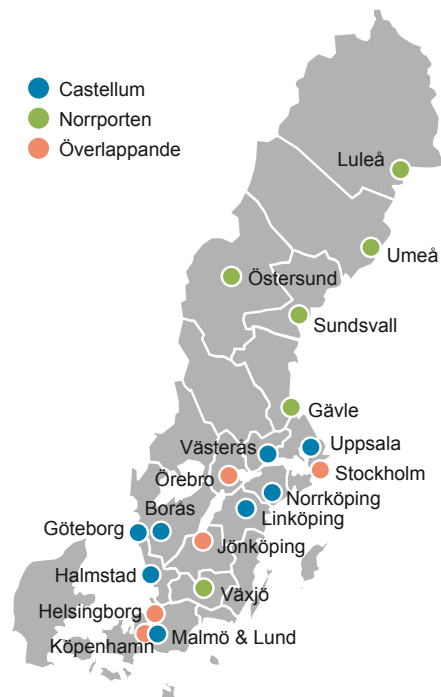 Castellum
Norrporten
Överlappande
Luleå
Umeå
Östersund
Sundsvall
Gävle
Västerås
Uppsala
Örebro
Stockholm
Norrköping
Borås
Linköping
Göteborg
Jönköping
Halmstad
Växjö
Helsingborg
Köpenhamn
Malmö & Lund